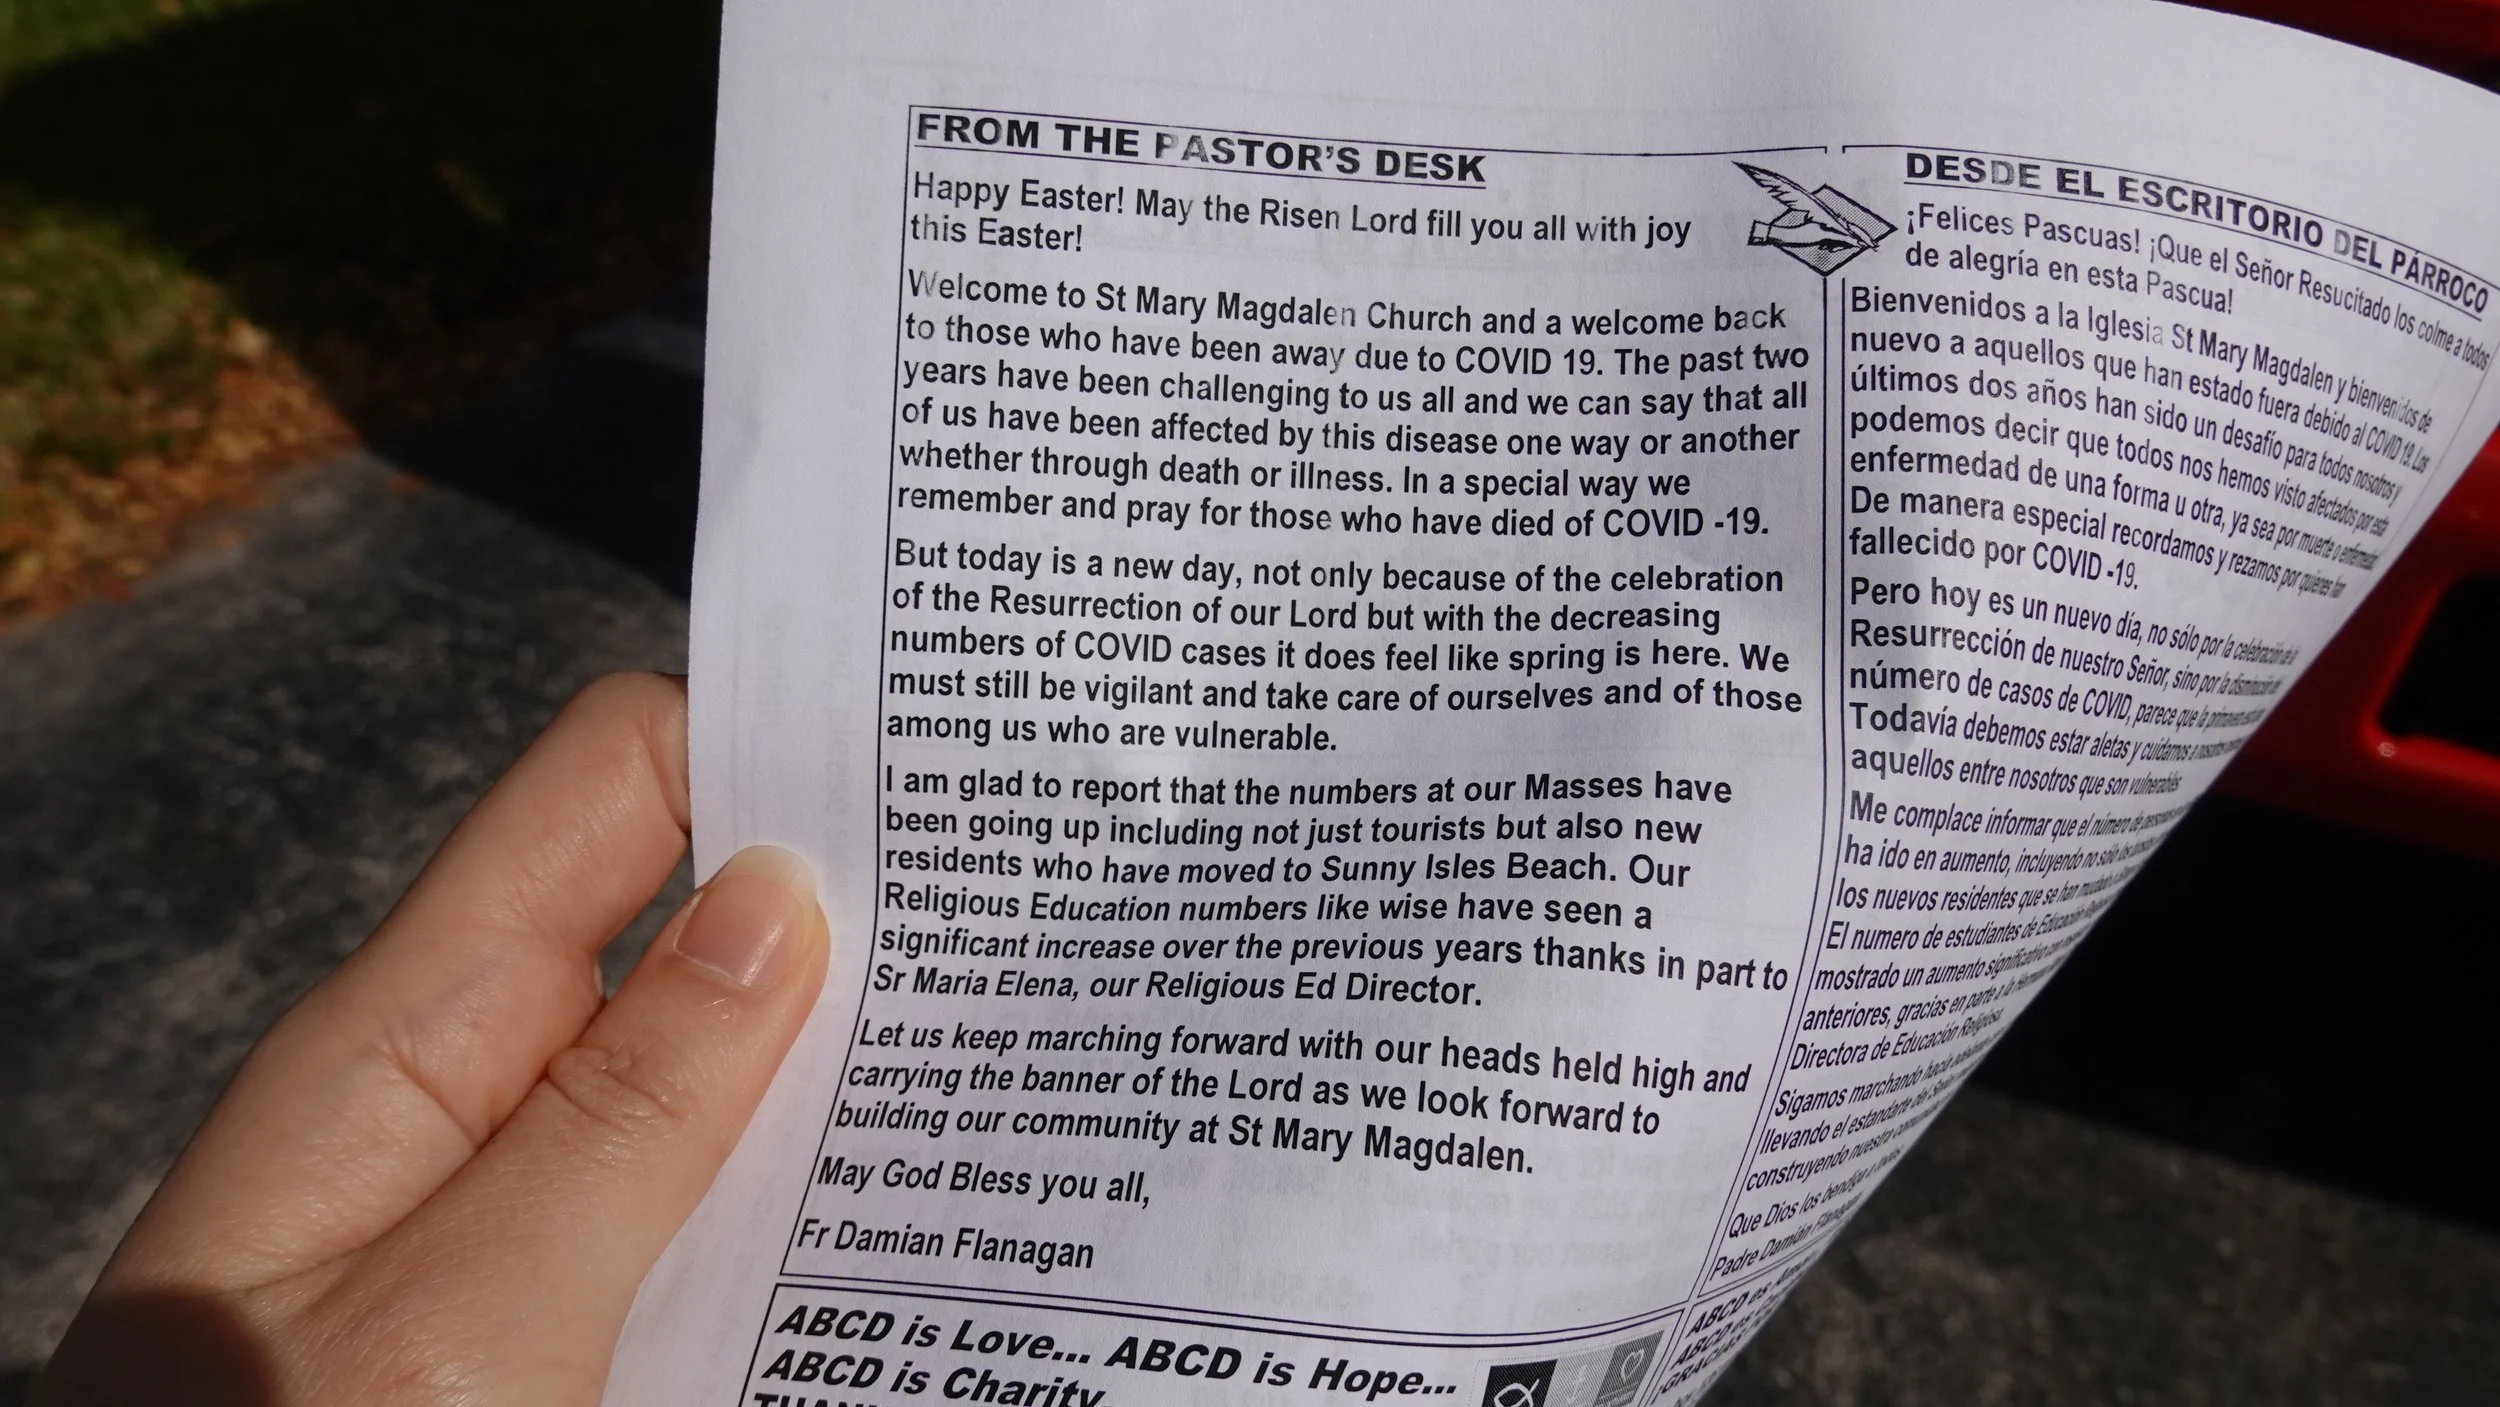 FROM THE PASTOR'S DESK
Happy Easter! May the Risen Lord fill you all with joy
this Easter!
Welcome to St Mary Magdalen Church and a welcome back
to those who have been away due to COVID 19. The past two
years have been challenging to us all and we can say that all
of us have been affected by this disease one way or another
whether through death or illness. In a special way we
remember and pray for those who have died of COVID -19.
But today is a new day, not only because of the celebration
of the Resurrection of our Lord but with the decreasing
numbers of COVID cases it does feel like spring is here. We
must still be vigilant and take care of ourselves and of those
among us who are vulnerable.
I am glad to report that the numbers at our Masses have
been going up including not just tourists but also new
residents who have moved to Sunny Isles Beach. Our
Religious Education numbers like wise have seen a
significant increase over the previous years thanks in part to
Sr Maria Elena, our Religious Ed Director.
Let us keep marching forward with our heads held high and
carrying the banner of the Lord as we look forward to
building our community at St Mary Magdalen.
May God Bless you all,
Fr Damian Flanagan
ABCD is Love... ABCD is Hope...
ABCD is Charity
DESDE EL ESCRITORIO DEL PÁRROCO
¡Felices Pascuas! ¡Que el Señor Resucitado los colme a todos
de alegría en esta Pascua!
Bienvenidos a la Iglesia St Mary Magdalen y bienvenidos de
nuevo a aquellos que han estado fuera debido al COVID 19. Los
últimos dos años han sido un desafío para todos nosotros y
podemos decir que todos nos hemos visto afectados por esta
enfermedad de una forma u otra, ya sea por muerte o enfermedad.
De manera especial recordamos y rezamos por quienes han
fallecido por COVID -19.
Pero hoy es un nuevo día, no sólo por la celebración de la
Resurrección de nuestro Señor, sino por la disminución
número de casos de COVID, parece que la primavera
Todavía debemos estar aletas y cuidarnos a
aquellos entre nosotros que son vulnerables.
Me complace informar que el número de personas
ha ido en aumento, incluyendo no sólo los
los nuevos residentes que se han mudado a
El numero de estudiantes de Educación
mostrado un aumento significativo con
anteriores, gracias en parte a la Hermana
Directora de Educación Religiosa.
Sigamos marchando hacia adelante
llevando el estandarte del Señor
construyendo nuestra
Que Dios los bendiga a todos
Padre Damián Flanagan
ABCD es
ABCD es
¡GRACIAS